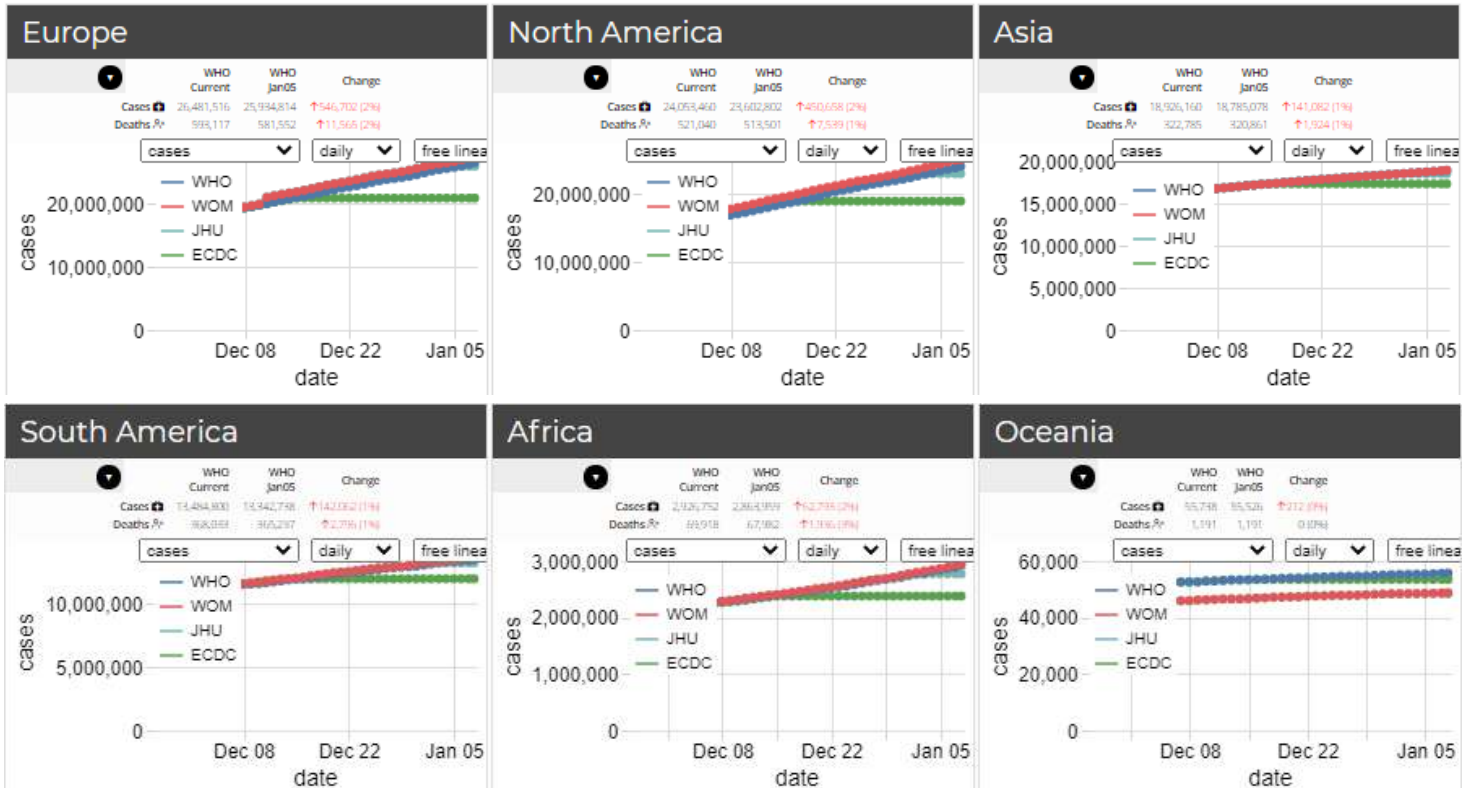 Europe
WHO Current WHO Jan05 Change
Cases 26,481,516 25,934,814 ↑546,702 (2%)
Deaths 593,117 581,552 ↑11,565 (2%)
cases daily free linea
WHO
WOM
JHU
ECDC
20,000,000
10,000,000
0
cases
Dec 08 Dec 22 Jan 05
date
North America
WHO Current WHO Jan05 Change
Cases 24,053,460 23,602,802 ↑450,658 (2%)
Deaths 521,040 513,501 ↑7,539 (1%)
cases daily free linea
WHO
WOM
JHU
ECDC
20,000,000
10,000,000
0
cases
Dec 08 Dec 22 Jan 05
date
Asia
WHO Current WHO Jan05 Change
Cases 18,926,160 18,785,078 ↑141,082 (1%)
Deaths 322,785 320,861 ↑1,924 (1%)
cases daily free linea
20,000,000
WHO
WOM
JHU
ECDC
15,000,000
10,000,000
5,000,000
0
cases
Dec 08 Dec 22 Jan 05
date
South America
WHO Current WHO Jan05 Change
Cases 13,484,800 13,342,738 ↑142,062 (1%)
Deaths
cases daily free linea
WHO
WOM
JHU
ECDC
10,000,000
5,000,000
0
cases
Dec 08 Dec 22 Jan 05
date
Africa
WHO Current WHO Jan05 Change
Cases 2,926,752 2,863,959 ↑62,793 (2%)
Deaths 69,918 67,982 ↑1,936 (3%)
cases daily free linea
3,000,000
WHO
WOM
JHU
ECDC
2,000,000
1,000,000
0
cases
Dec 08 Dec 22 Jan 05
date
Oceania
WHO Current WHO Jan05 Change
Cases 55,738 55,526 ↑212 (0%)
Deaths 1,191 1,191 0 (0%)
cases daily free linea
60,000
WHO
WOM
JHU
ECDC
40,000
20,000
0
cases
Dec 08 Dec 22 Jan 05
date